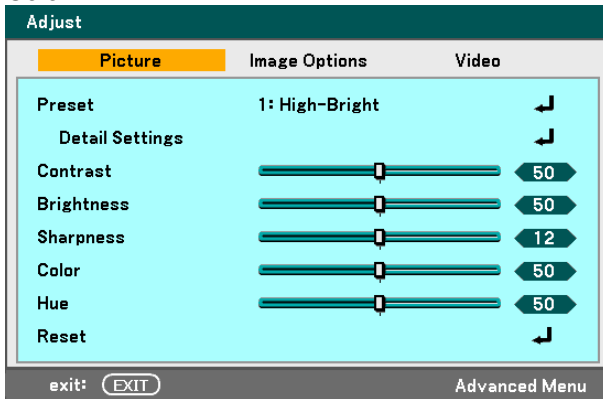 Adjust
Picture Image Options Video
Preset 1: High-Bright
Detail Settings
Contrast 50
Brightness 50
Sharpness 12
Color 50
Hue 50
Reset
exit: EXIT Advanced Menu